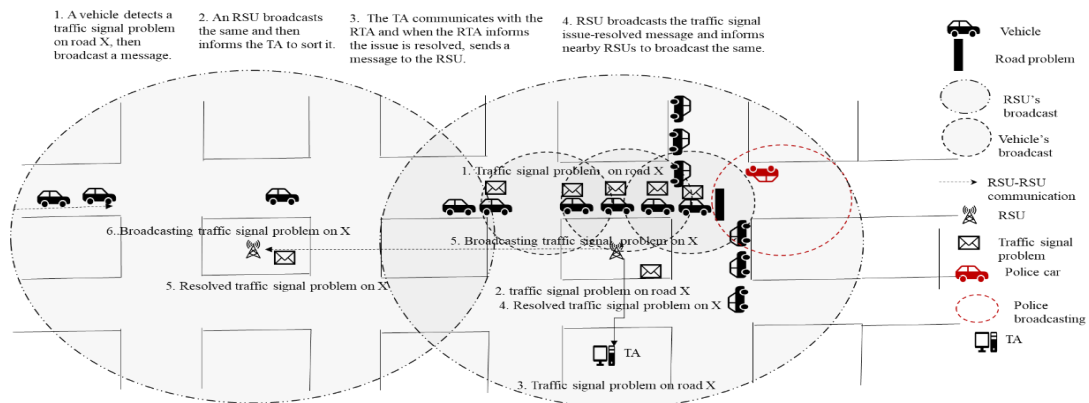 1. A vehicle detects a
traffic signal problem
on road X, then
broadcast a message.
2. An RSU broadcasts
the same and then
informs the TA to sort it.
3. The TA communicates with the
RTA and when the RTA informs
the issue is resolved, sends a
message to the RSU.
4. RSU broadcasts the traffic signal
issue-resolved message and informs
nearby RSUs to broadcast the same.
1. Traffic signal problem on road X
6..Broadcasting traffic signal problem on X
5. Broadcasting traffic signal problem on X
5. Resolved traffic signal problem on X
2. traffic signal problem on road X
4. Resolved traffic signal problem on X
TA
3. Traffic signal problem on road X
Vehicle
Road problem
RSU's
broadcast
Vehicle's
broadcast
RSU-RSU
communication
RSU
Traffic signal
problem
Police car
Police
broadcasting
TA